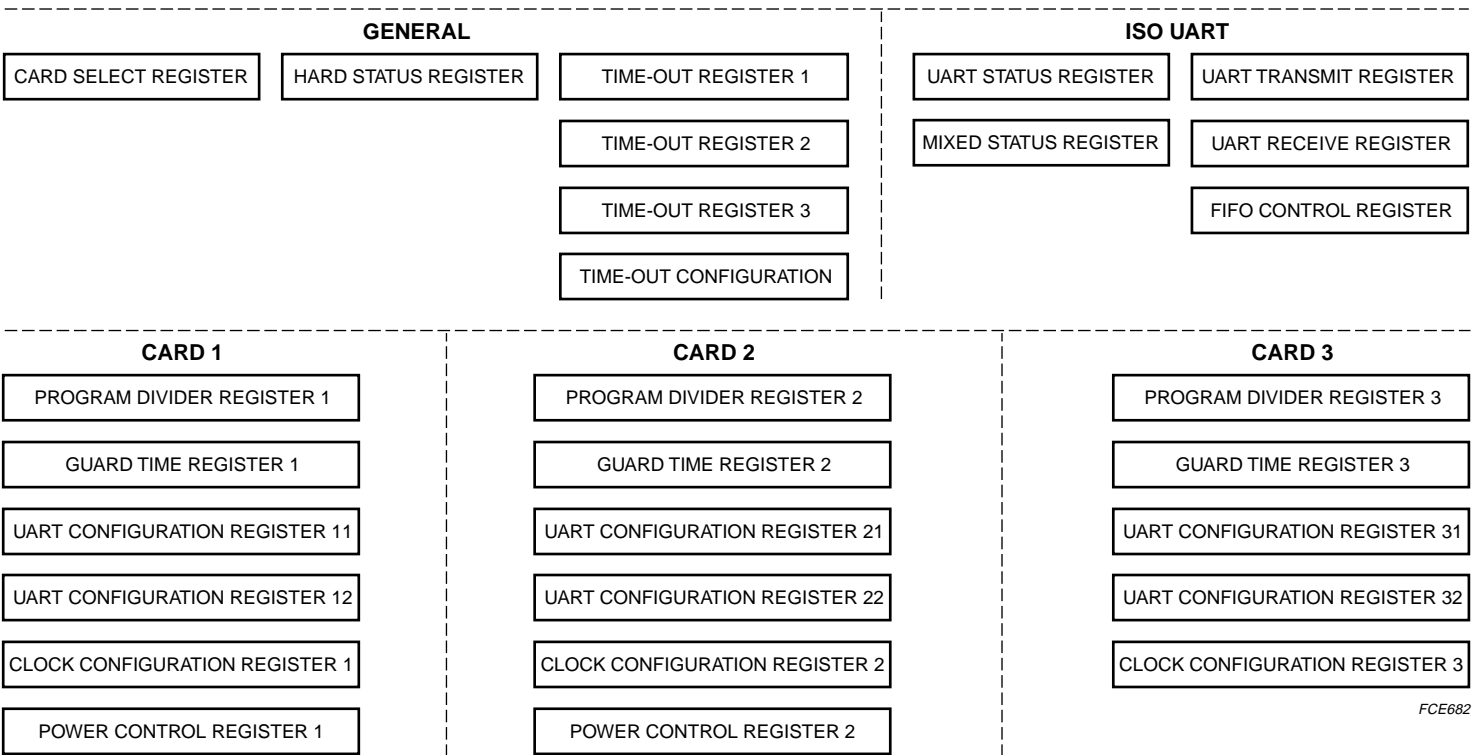 GENERAL
CARD SELECT REGISTER
HARD STATUS REGISTER
TIME-OUT REGISTER 1
TIME-OUT REGISTER 2
TIME-OUT REGISTER 3
TIME-OUT CONFIGURATION
ISO UART
UART STATUS REGISTER
UART TRANSMIT REGISTER
MIXED STATUS REGISTER
UART RECEIVE REGISTER
FIFO CONTROL REGISTER
CARD 1
PROGRAM DIVIDER REGISTER 1
GUARD TIME REGISTER 1
UART CONFIGURATION REGISTER 11
UART CONFIGURATION REGISTER 12
CLOCK CONFIGURATION REGISTER 1
POWER CONTROL REGISTER 1
CARD 2
PROGRAM DIVIDER REGISTER 2
GUARD TIME REGISTER 2
UART CONFIGURATION REGISTER 21
UART CONFIGURATION REGISTER 22
CLOCK CONFIGURATION REGISTER 2
POWER CONTROL REGISTER 2
CARD 3
PROGRAM DIVIDER REGISTER 3
GUARD TIME REGISTER 3
UART CONFIGURATION REGISTER 31
UART CONFIGURATION REGISTER 32
CLOCK CONFIGURATION REGISTER 3
FCE682